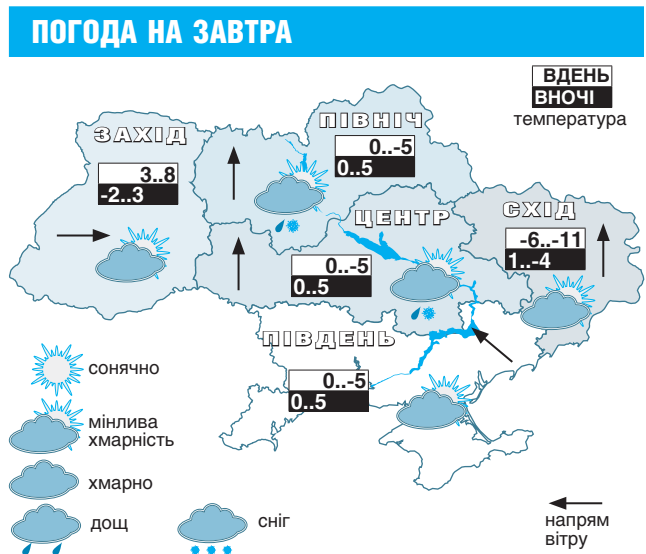 ПОГОДА НА ЗАВТРА
ВДЕНЬ
ВНОЧІ
температура
ЗАХІД
3..8
-2..3
ПІВНІЧ
0..-5
0..5
ЦЕНТР
0..-5
0..5
СХІД
-6..-11
1..-4
ПІВДЕНЬ
0..-5
0..5
сонячно
мінлива
хмарність
хмарно
дощ
сніг
напрям
вітру